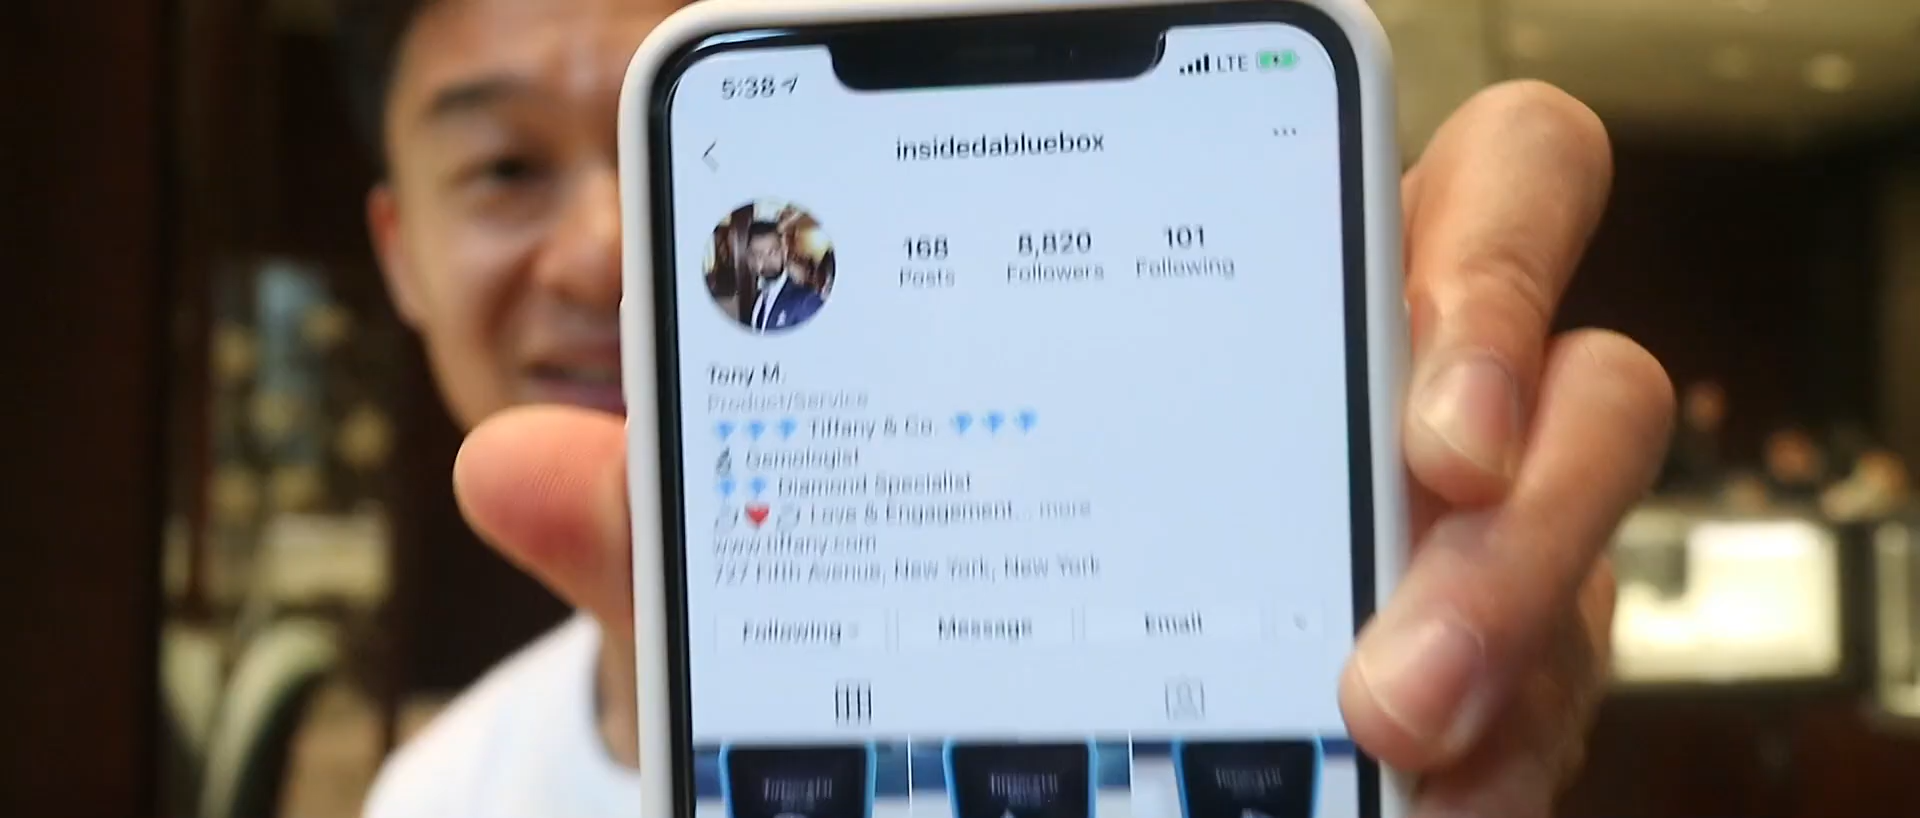 5:38
LTE
insidedabluebox
168 8,820 101
Posts Followers Following
Tony M.
Product/Service
Tiffany & Co.
Gemologist
Diamond Specialist
Love & Engagement... more
www.tiffany.com
727 Fifth Avenue, New York, New York
Following Message Email